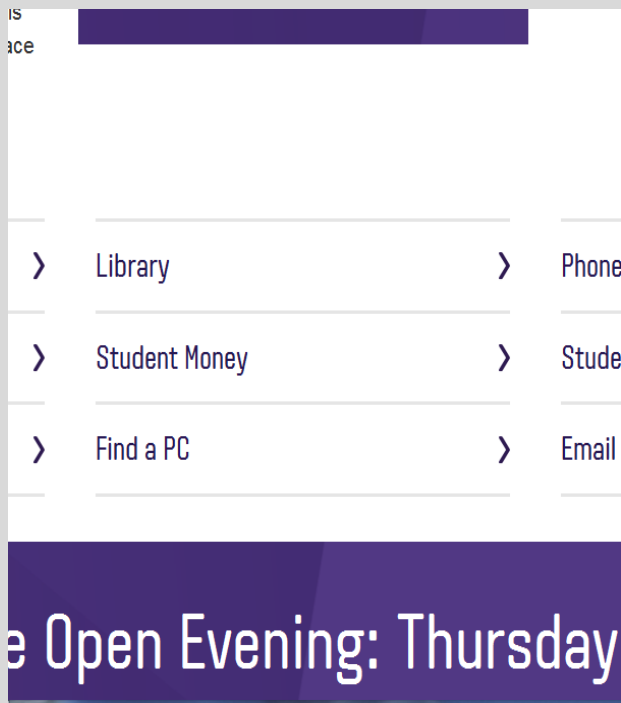 is
ace
Library
Phone
Student Money
Stude
Find a PC
Email
e Open Evening: Thursday